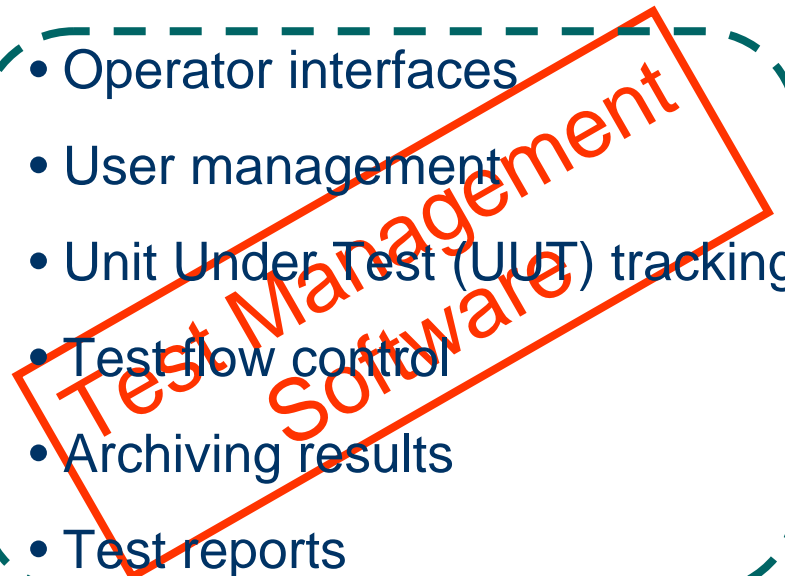 • Operator interfaces
• User management
• Unit Under Test (UUT) tracking
• Test flow control
• Archiving results
• Test reports
Test Management
Software